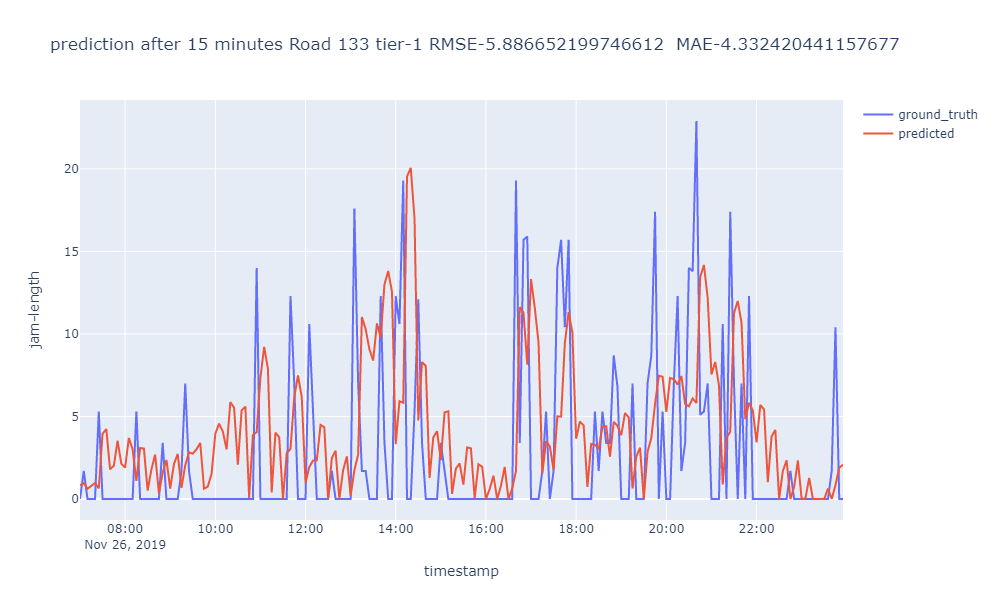 prediction after 15 minutes Road 133 tier-1 RMSE-5.886652199746612  MAE-4.332420441157677
ground_truth
predicted
20
15
10
5
0
jam-length
08:00 10:00 12:00 14:00 16:00 18:00 20:00 22:00
Nov 26, 2019
timestamp